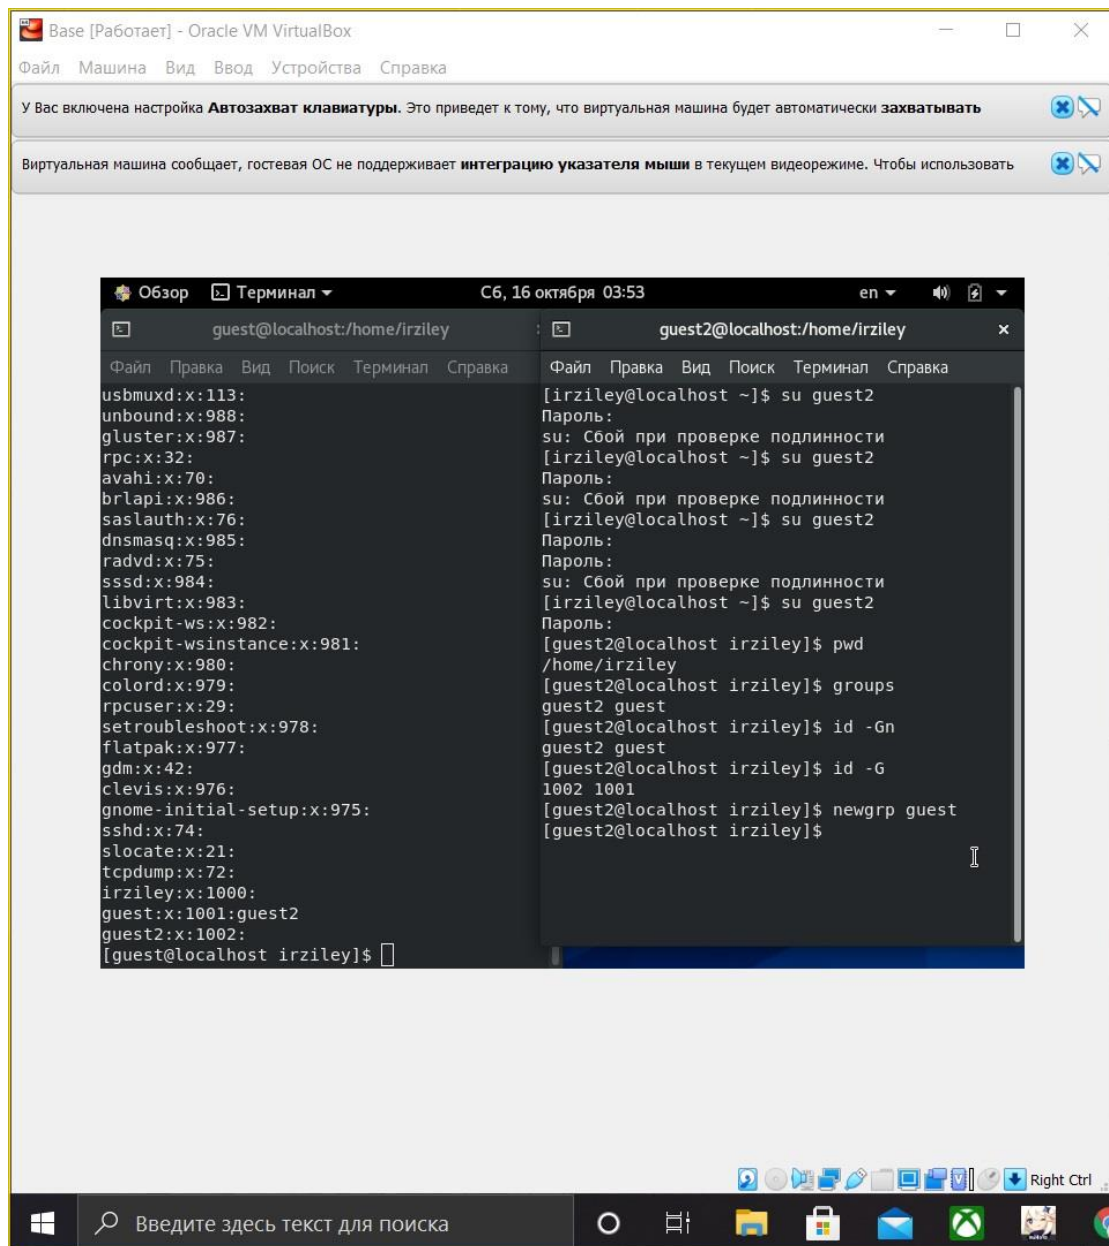 Base [Работает] - Oracle VM VirtualBox
Файл Машина Вид Ввод Устройства Справка
У Вас включена настройка Автозахват клавиатуры. Это приведет к тому, что виртуальная машина будет автоматически захватывать
Виртуальная машина сообщает, гостевая ОС не поддерживает интеграцию указателя мыши в текущем видеорежиме. Чтобы использовать
Обзор Терминал Сб, 16 октября 03:53 en
guest@localhost:/home/irziley
Файл Правка Вид Поиск Терминал Справка
usbmuxd:x:113:
unbound:x:988:
gluster:x:987:
rpc:x:32:
avahi:x:70:
brlapi:x:986:
saslauth:x:76:
dnsmasq:x:985:
radvd:x:75:
sssd:x:984:
libvirt:x:983:
cockpit-ws:x:982:
cockpit-wsinstance:x:981:
chrony:x:980:
colord:x:979:
rpcuser:x:29:
setroubleshoot:x:978:
flatpak:x:977:
gdm:x:42:
clevis:x:976:
gnome-initial-setup:x:975:
sshd:x:74:
slocate:x:21:
tcpdump:x:72:
irziley:x:1000:
guest:x:1001:guest2
guest2:x:1002:
[guest@localhost irziley]$
guest2@localhost:/home/irziley
Файл Правка Вид Поиск Терминал Справка
[irziley@localhost ~]$ su guest2
Пароль:
su: Сбой при проверке подлинности
[irziley@localhost ~]$ su guest2
Пароль:
su: Сбой при проверке подлинности
[irziley@localhost ~]$ su guest2
Пароль:
Пароль:
su: Сбой при проверке подлинности
[irziley@localhost ~]$ su guest2
Пароль:
[guest2@localhost irziley]$ pwd
/home/irziley
[guest2@localhost irziley]$ groups
guest2 guest
[guest2@localhost irziley]$ id -Gn
guest2 guest
[guest2@localhost irziley]$ id -G
1002 1001
[guest2@localhost irziley]$ newgrp guest
[guest2@localhost irziley]$
Right Ctrl
Введите здесь текст для поиска